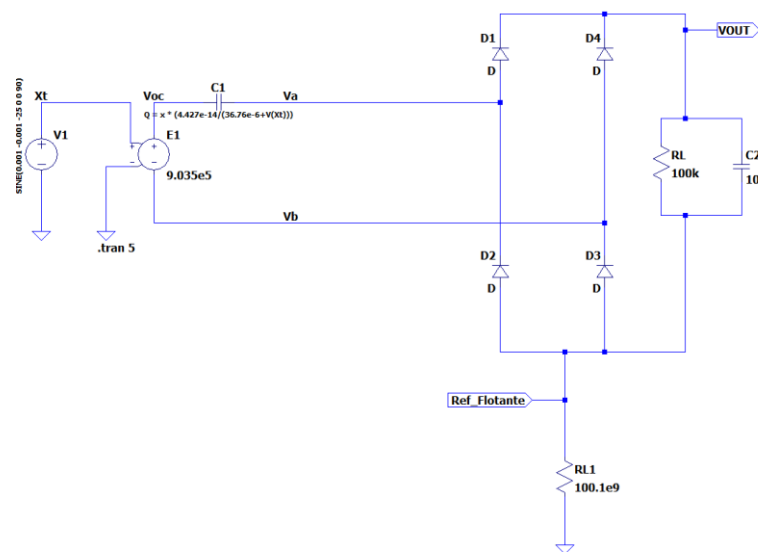 D1
D4
VOUT
D
D
C1
Xt
Voc
Va
Q = x * (4.427e-14/(36.76e-6+V(Xt)))
V1
E1
9.035e5
SINE(0.001 -0.001 -25 0 0 90)
RL
100k
C2
10
Vb
.tran 5
D2
D3
D
D
Ref_Flotante
RL1
100.1e9